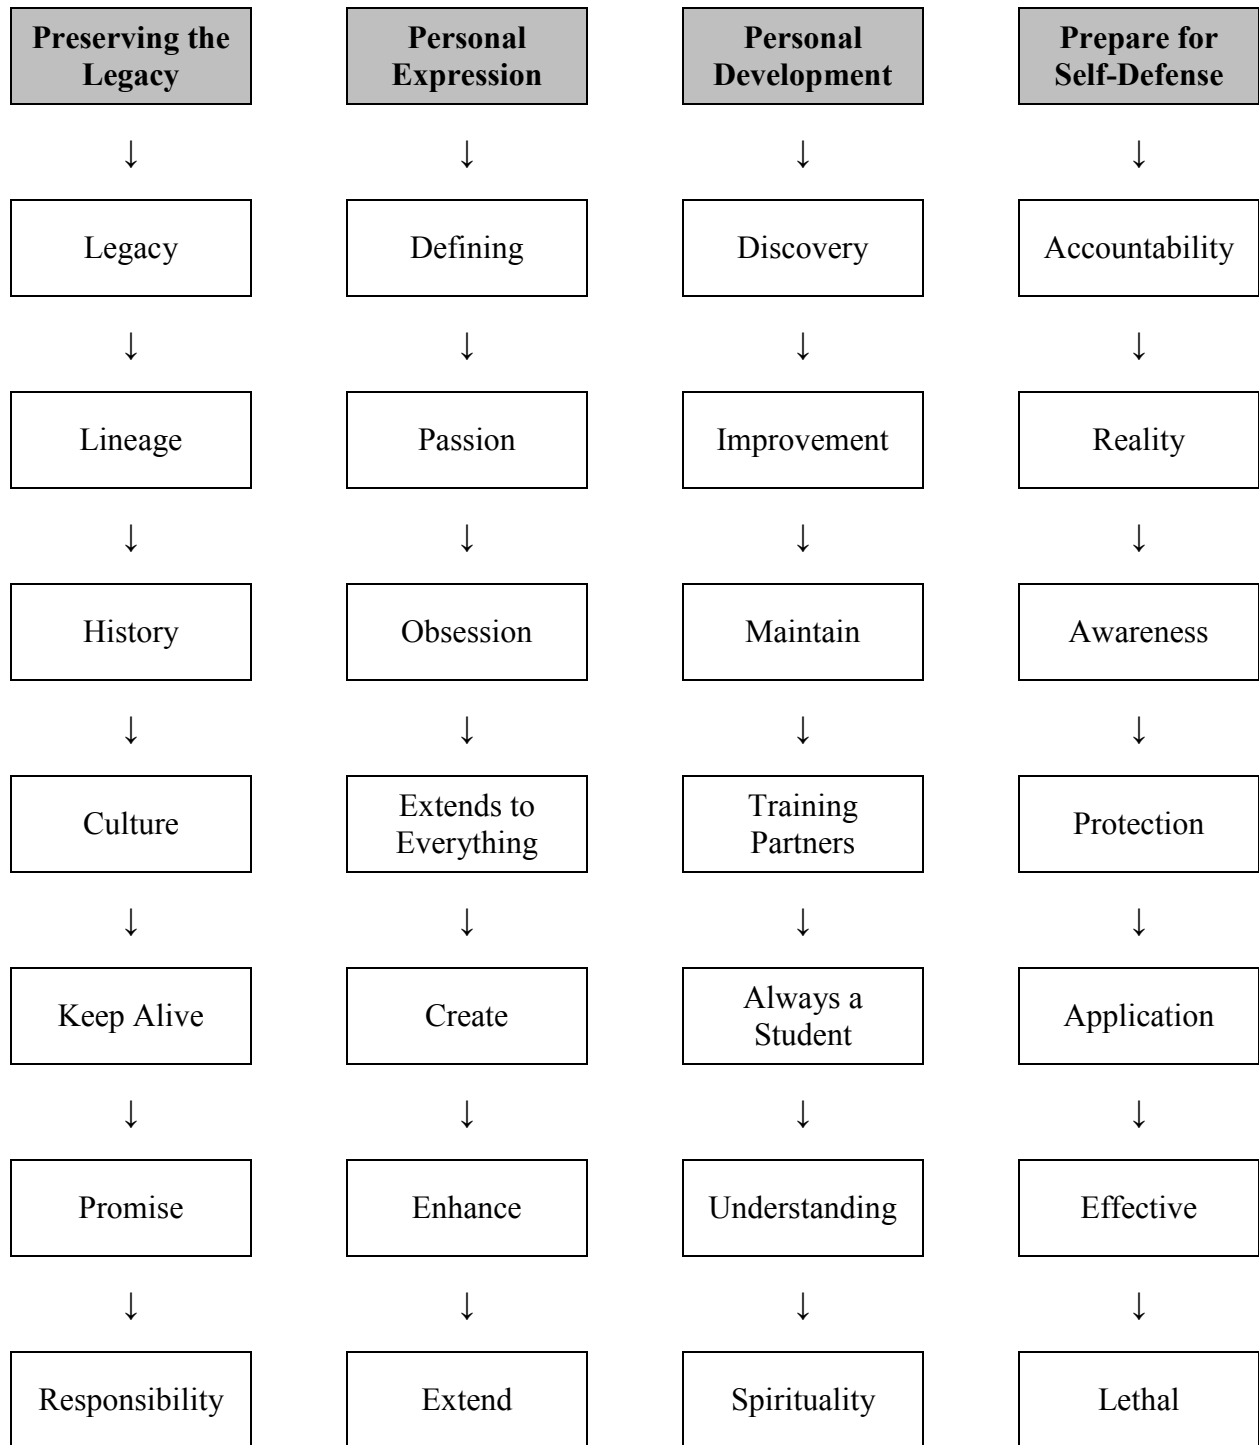 Preserving the
Legacy
Personal
Expression
Personal
Development
Prepare for
Self-Defense
↓ ↓ ↓ ↓
Legacy
Defining
Discovery
Accountability
↓ ↓ ↓ ↓
Lineage
Passion
Improvement
Reality
↓ ↓ ↓ ↓
History
Obsession
Maintain
Awareness
↓ ↓ ↓ ↓
Culture
Extends to
Everything
Training
Partners
Protection
↓ ↓ ↓ ↓
Keep Alive
Create
Always a
Student
Application
↓ ↓ ↓ ↓
Promise
Enhance
Understanding
Effective
↓ ↓ ↓ ↓
Responsibility
Extend
Spirituality
Lethal